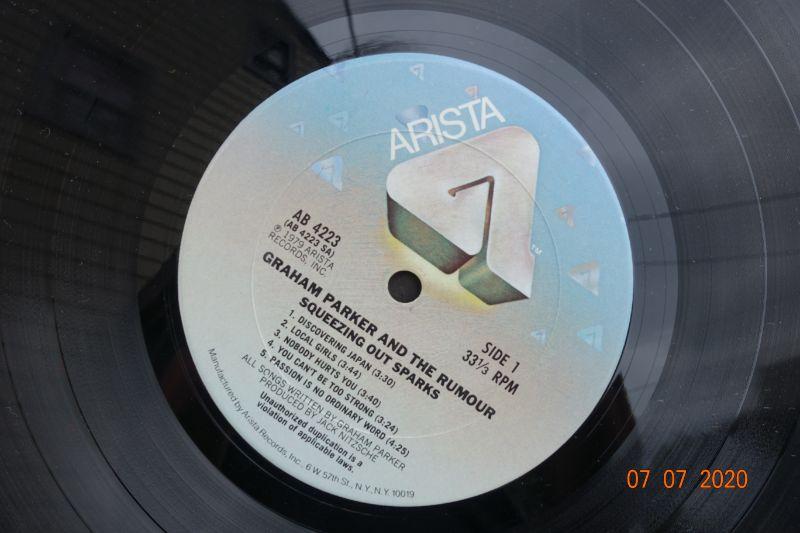 ARISTA
TM
AB 4223
(AB 4223 SA)
℗ 1979 ARISTA
RECORDS, INC.
SIDE 1
33 1/3 RPM
GRAHAM PARKER AND THE RUMOUR
SQUEEZING OUT SPARKS
1. DISCOVERING JAPAN (3:30)
2. LOCAL GIRLS (3:44)
3. NOBODY HURTS YOU (3:40)
4. YOU CAN'T BE TOO STRONG (3:24)
5. PASSION IS NO ORDINARY WORD (4:25)
ALL SONGS WRITTEN BY GRAHAM PARKER
PRODUCED BY JACK NITZSCHE
Unauthorized duplication is a
violation of applicable laws.
Manufactured by Arista Records, Inc., 6 W. 57th St., N.Y., N.Y. 10019
07 07 2020